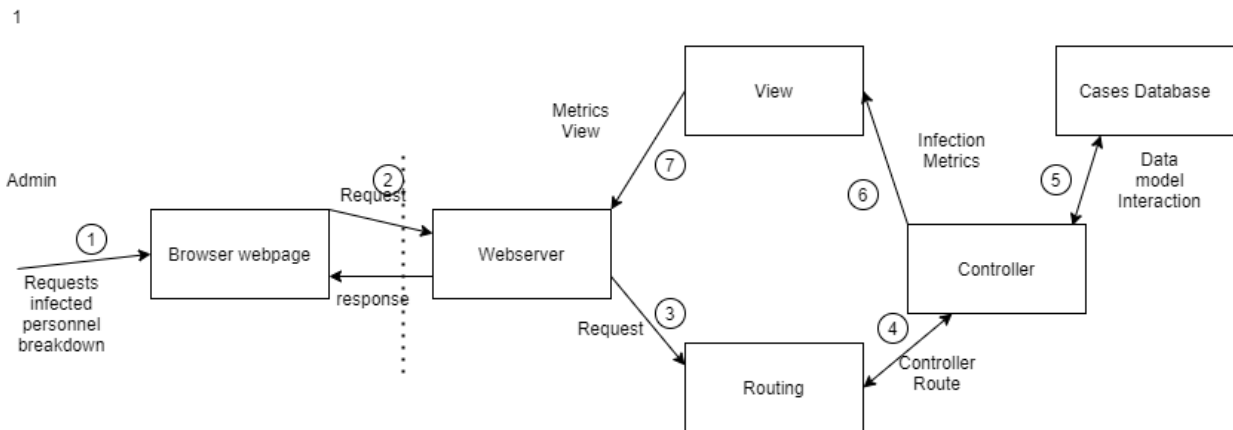 1
Admin
1
Requests
infected
personnel
breakdown
Browser webpage
2
Request
response
Webserver
Metrics
View
7
View
3
Request
Routing
4
Controller
Route
Controller
6
Infection
Metrics
5
Data
model
Interaction
Cases Database